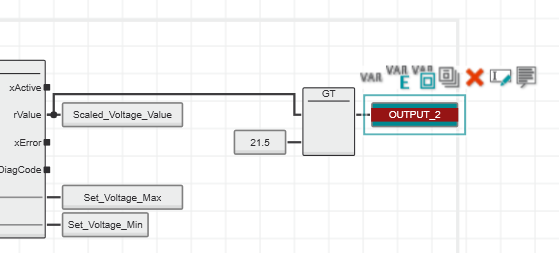 VAR VAR VAR
E
GT
xActive
rValue
Scaled_Voltage_Value
OUTPUT_2
xError
21.5
DiagCode
Set_Voltage_Max
Set_Voltage_Min